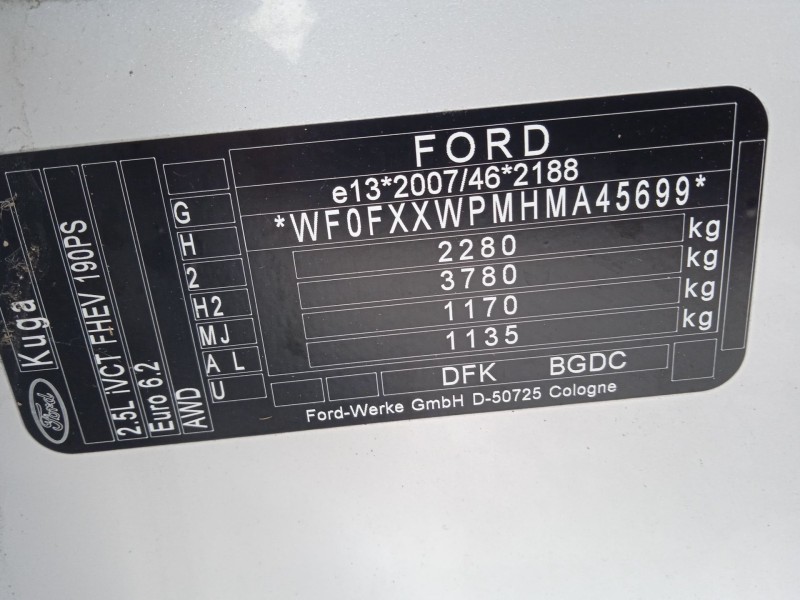 FORD
e13*2007/46*2188
*WF0FXXWPMHMA45699*
2280 kg
3780 kg
1170 kg
1135 kg
DFK BGDC
Ford-Werke GmbH D-50725 Cologne
G
H
2
H2
MJ
A L
U
Ford Kuga
2.5L iVCT FHEV 190PS
Euro 6.2
AWD